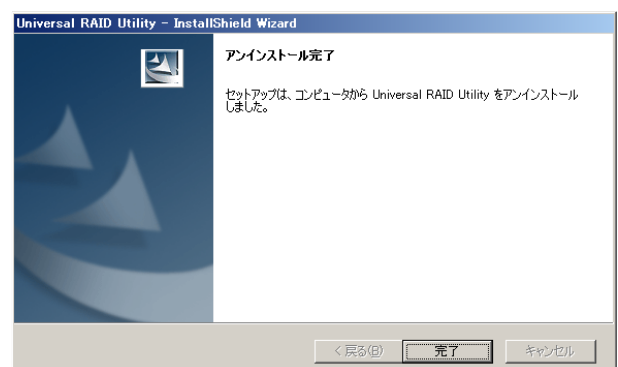 Universal RAID Utility - InstallShield Wizard
アンインストール完了
セットアップは、コンピュータから Universal RAID Utility をアンインストール
しました。
< 戻る(B)
完了
キャンセル